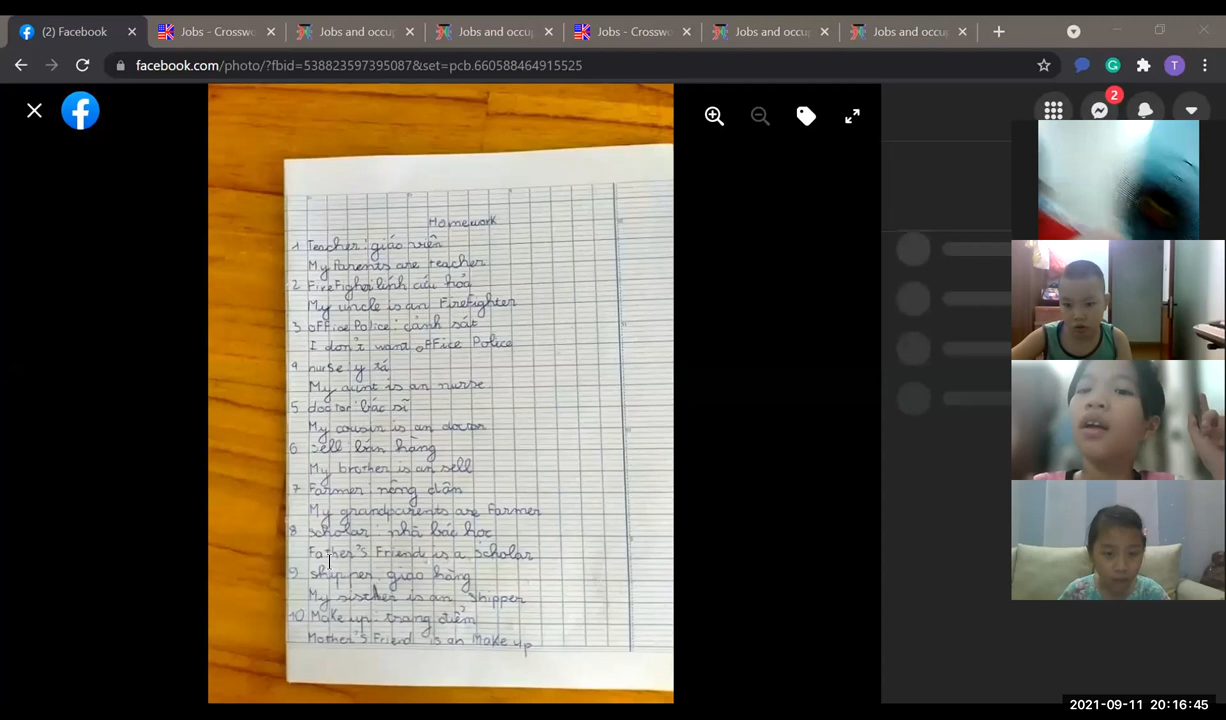 (2) Facebook
Jobs - Crossw
Jobs and occup
Jobs and occup
Jobs - Crossw
Jobs and occup
Jobs and occup
facebook.com/photo/?fbid=538823597395087&set=pcb.660588464915525
T
2
Homework
1 Teacher: giáo viên
My Parents are teacher
2 FireFighter lính cứu hỏa
My uncle is an Firefighter
3 oFFice Police: cảnh sát
I don't want oFFice Police
4 nurse y tá
My aunt is an nurse
5 doctor: bác sĩ
My cousin is an doctor
6 Sell bán hàng
My brother is an sell
7 Farmer: nông dân
My grandparents are Farmer
8 scholar: nhà bác học
Father's Friend is a Scholar
9 shipper giao hàng
My sisther is an Shipper
10 Make up: trang điểm
Mother's Friend is an Make up
2021-09-11 20:16:45